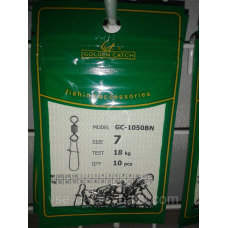 GOLDEN CATCH
fishing accessories
MODEL GC-1050BN
SIZE 7
TEST 18 kg
QTY 10 pcs